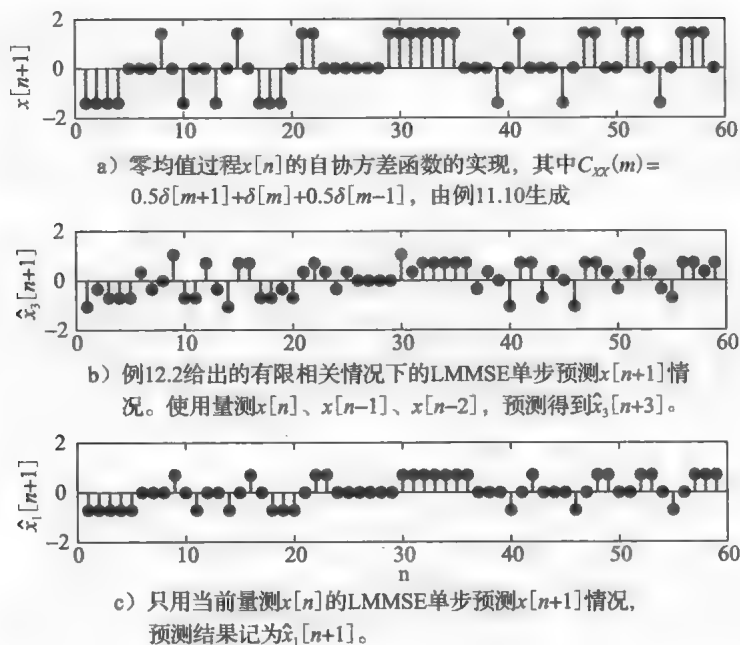 2
0
−2
x[n+1]
0 10 20 30 40 50 60
a）零均值过程x[n]的自协方差函数的实现，其中C_XX(m)=
0.5δ[m+1]+δ[m]+0.5δ[m−1]，由例11.10生成
2
0
−2
x̂₃[n+1]
0 10 20 30 40 50 60
b）例12.2给出的有限相关情况下的LMMSE单步预测x[n+1]情
况。使用量测x[n]、x[n−1]、x[n−2]，预测得到x̂₃[n+3]。
2
0
−2
x̂₁[n+1]
0 10 20 30 40 50 60
n
c）只用当前量测x[n]的LMMSE单步预测x[n+1]情况，
预测结果记为x̂₁[n+1]。